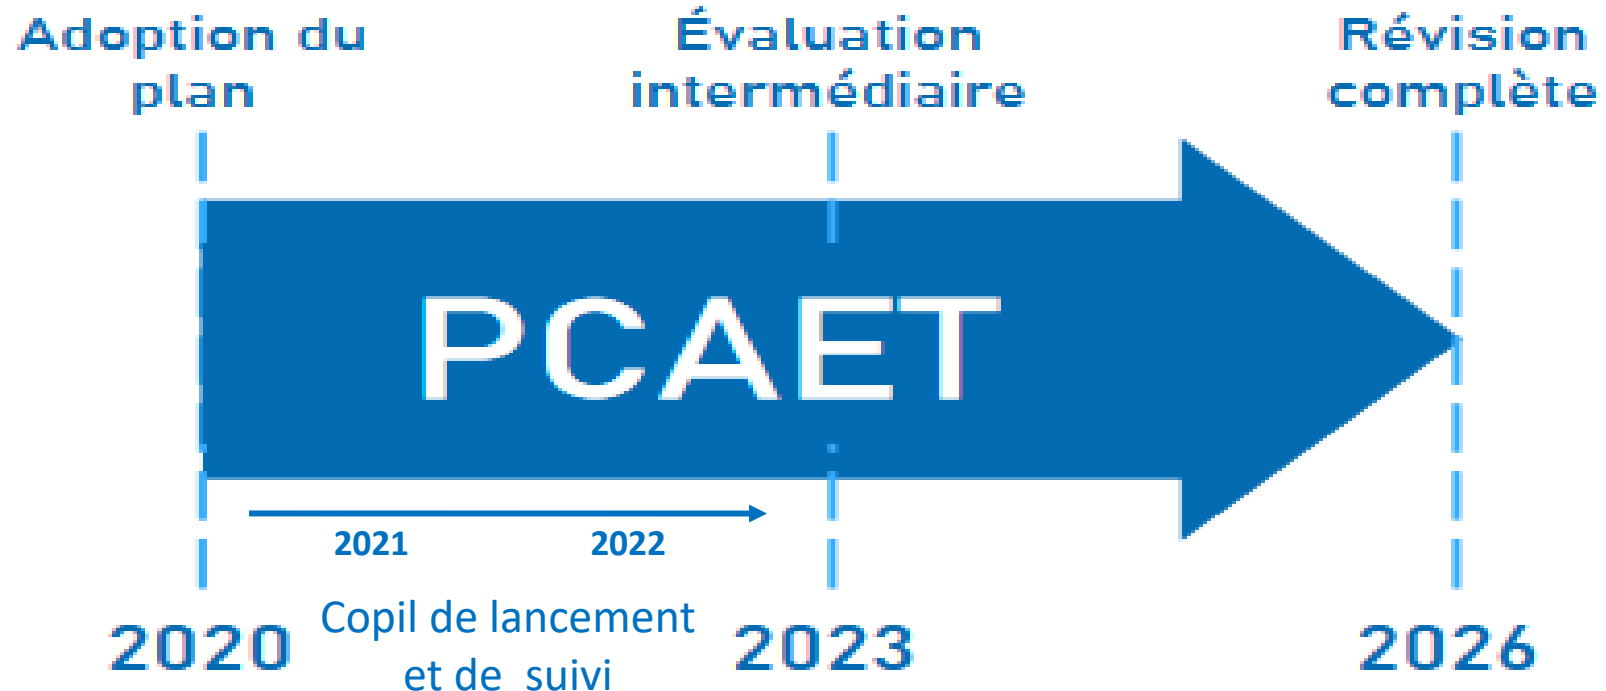 Adoption du
plan
Évaluation
intermédiaire
Révision
complète
PCAET
2021
2022
Copil de lancement
et de suivi
2020
2023
2026